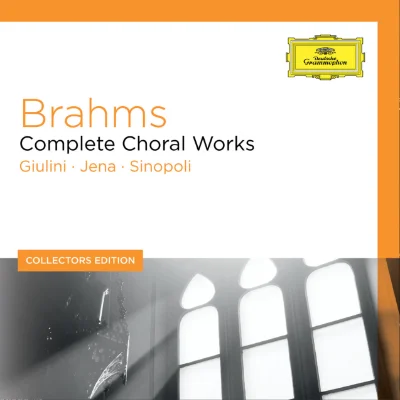 Deutsche
Grammophon
Brahms
Complete Choral Works
Giulini · Jena · Sinopoli
COLLECTORS EDITION